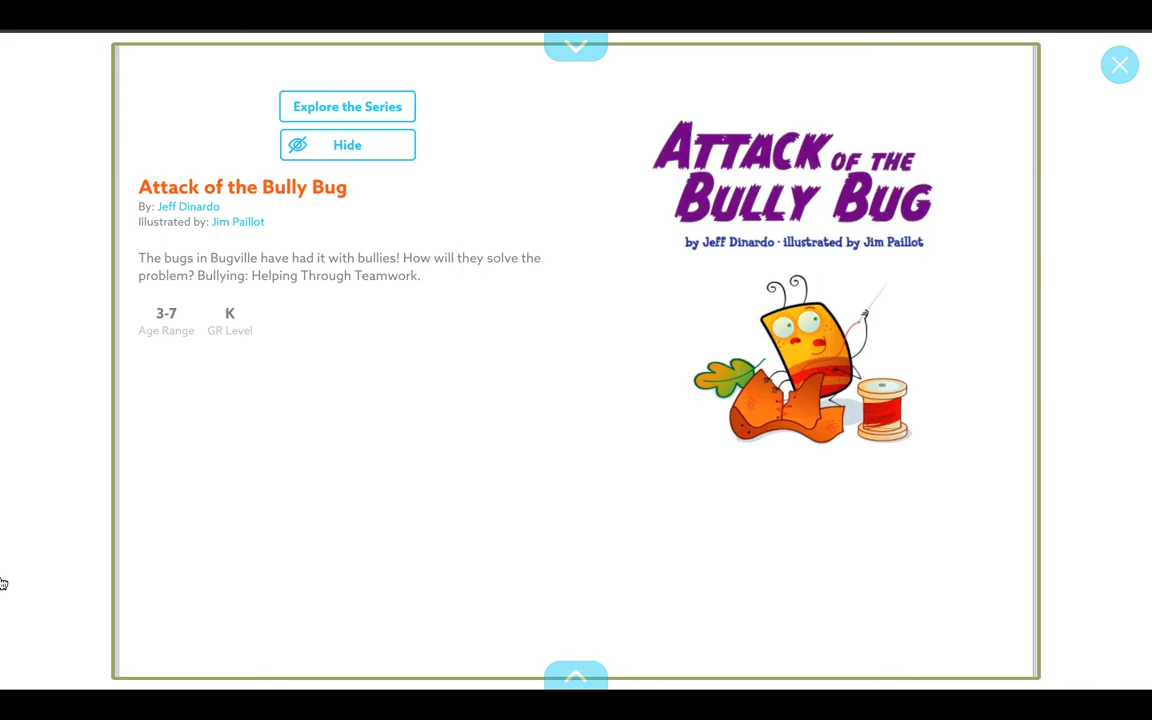 Explore the Series
Hide
Attack of the Bully Bug
By: Jeff Dinardo
Illustrated by: Jim Paillot
The bugs in Bugville have had it with bullies! How will they solve the
problem? Bullying: Helping Through Teamwork.
3-7 K
Age Range GR Level
ATTACK OF THE
BULLY BUG
by Jeff Dinardo · illustrated by Jim Paillot